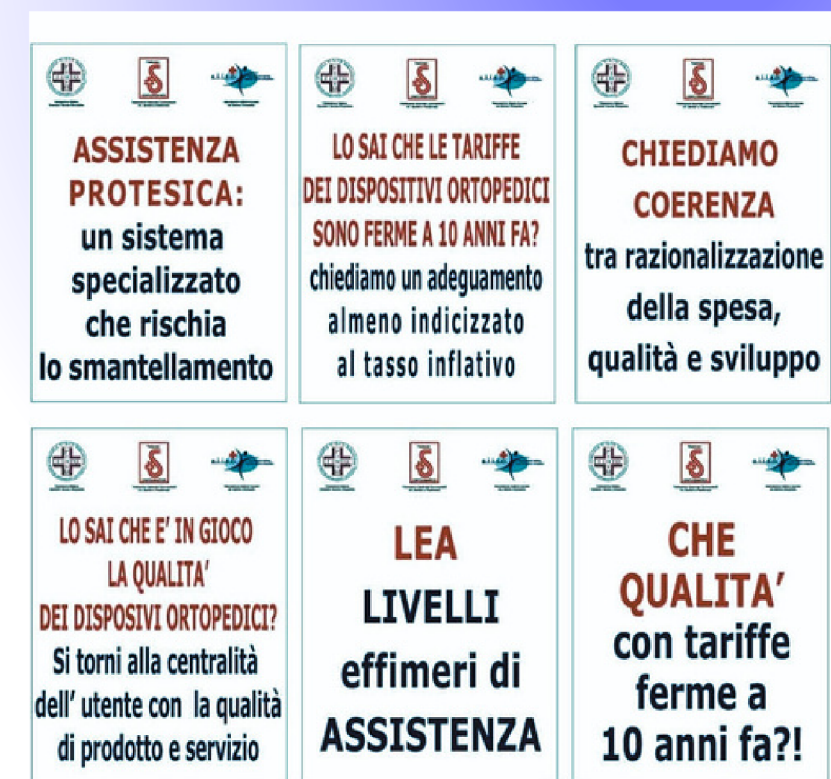 ASSISTENZA
PROTESICA:
un sistema
specializzato
che rischia
lo smantellamento
LO SAI CHE LE TARIFFE
DEI DISPOSITIVI ORTOPEDICI
SONO FERME A 10 ANNI FA?
chiediamo un adeguamento
almeno indicizzato
al tasso inflativo
CHIEDIAMO
COERENZA
tra razionalizzazione
della spesa,
qualità e sviluppo
LO SAI CHE E' IN GIOCO
LA QUALITA'
DEI DISPOSIVI ORTOPEDICI?
Si torni alla centralità
dell' utente con la qualità
di prodotto e servizio
LEA
LIVELLI
effimeri di
ASSISTENZA
CHE
QUALITA'
con tariffe
ferme a
10 anni fa?!